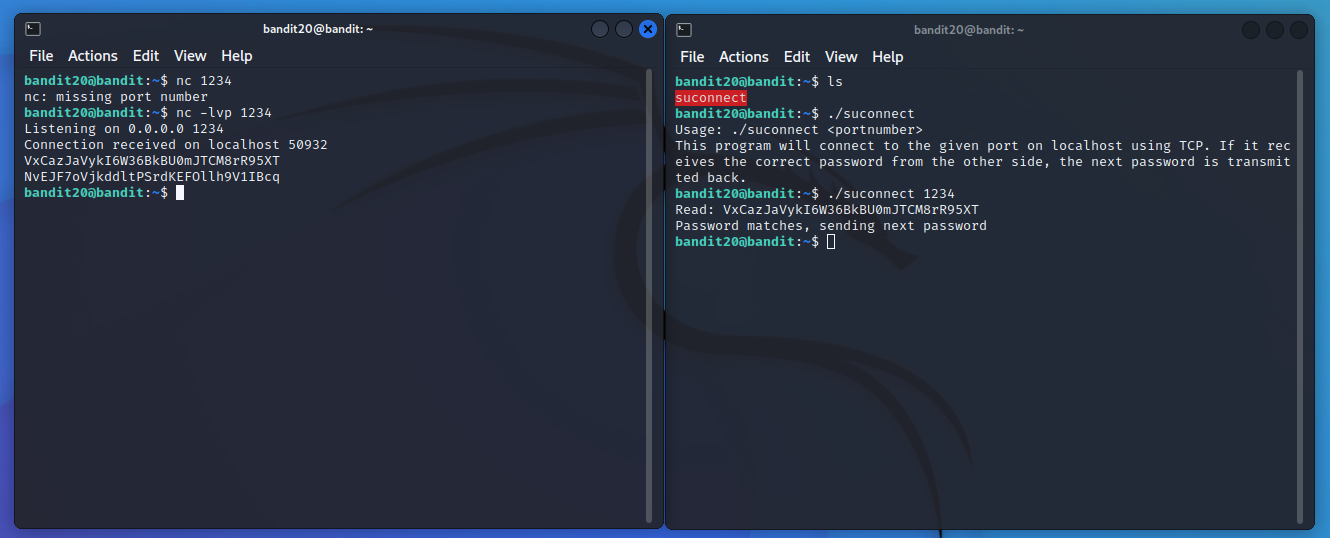 bandit20@bandit: ~
File Actions Edit View Help
bandit20@bandit:~$ nc 1234
nc: missing port number
bandit20@bandit:~$ nc -lvp 1234
Listening on 0.0.0.0 1234
Connection received on localhost 50932
VxCazJaVykI6W36BkBU0mJTCM8rR95XT
NvEJF7oVjkddltPSrdKEFOllh9V1IBcq
bandit20@bandit:~$
bandit20@bandit: ~
File Actions Edit View Help
bandit20@bandit:~$ ls
suconnect
bandit20@bandit:~$ ./suconnect
Usage: ./suconnect <portnumber>
This program will connect to the given port on localhost using TCP. If it rec
eives the correct password from the other side, the next password is transmit
ted back.
bandit20@bandit:~$ ./suconnect 1234
Read: VxCazJaVykI6W36BkBU0mJTCM8rR95XT
Password matches, sending next password
bandit20@bandit:~$